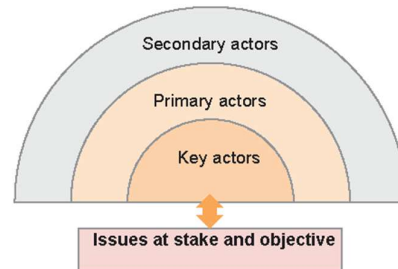 Secondary actors
Primary actors
Key actors
Issues at stake and objective